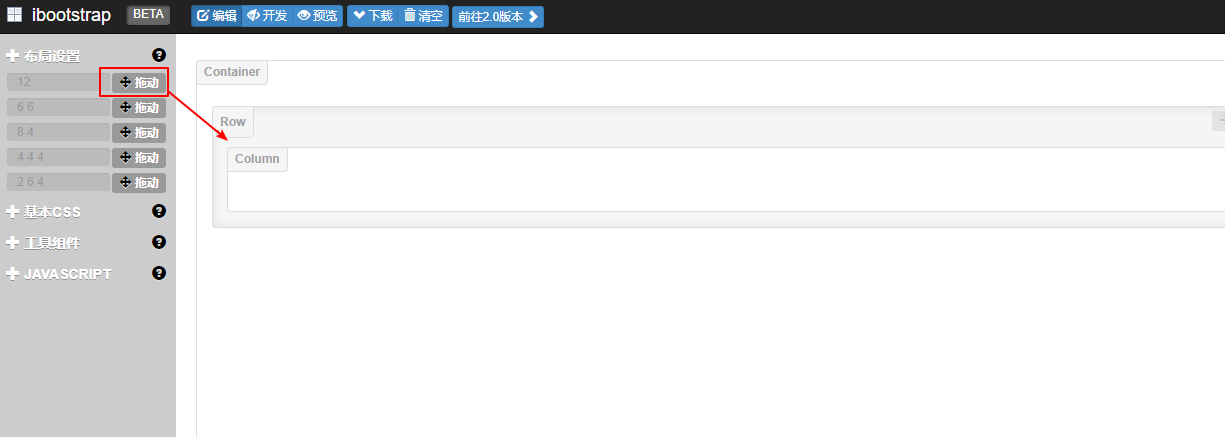 ibootstrap BETA 编辑 开发 预览 下载 清空 前往2.0版本
布局设置
12 拖动
6 6 拖动
8 4 拖动
4 4 4 拖动
2 6 4 拖动
基本CSS
工具组件
JAVASCRIPT
Container
Row
Column